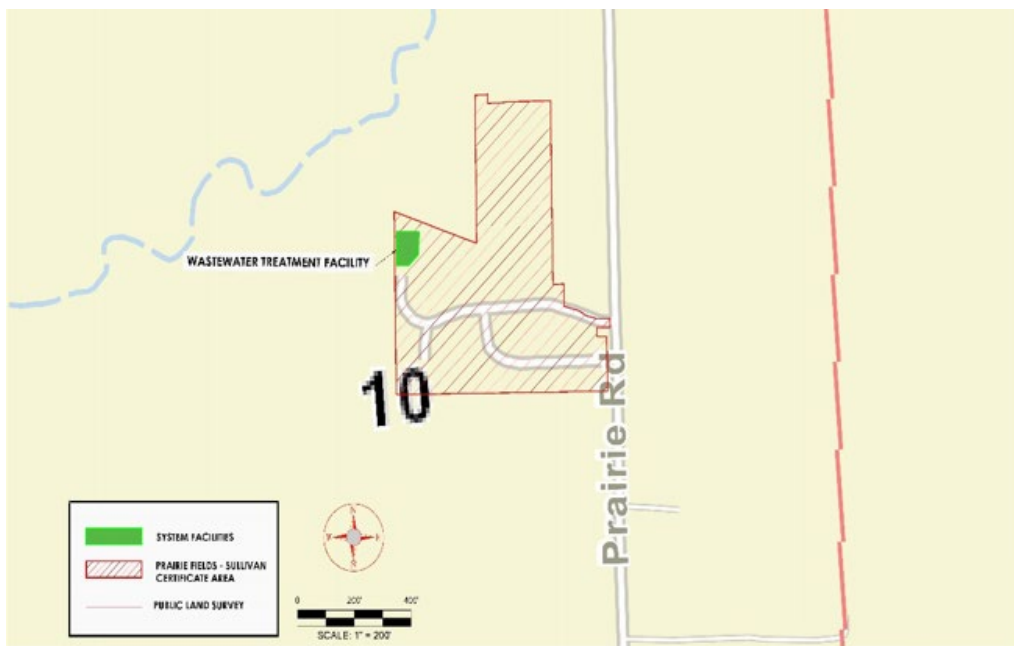 WASTEWATER TREATMENT FACILITY
10
Prairie Rd
SYSTEM FACILITIES
PRAIRIE FIELDS - SULLIVAN
CERTIFICATE AREA
PUBLIC LAND SURVEY
N
W E
S
0 200' 400'
SCALE: 1" = 200'